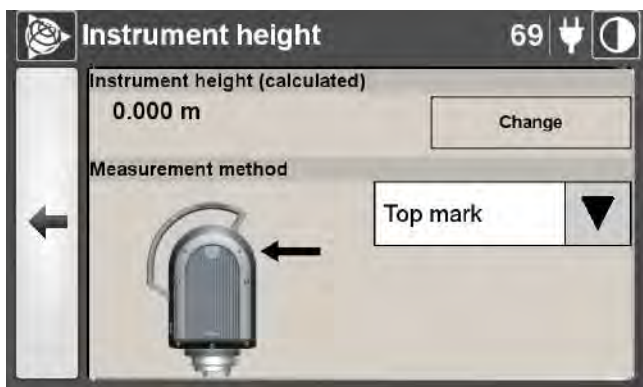 Instrument height
69
Instrument height (calculated)
0.000 m
Change
Measurement method
Top mark